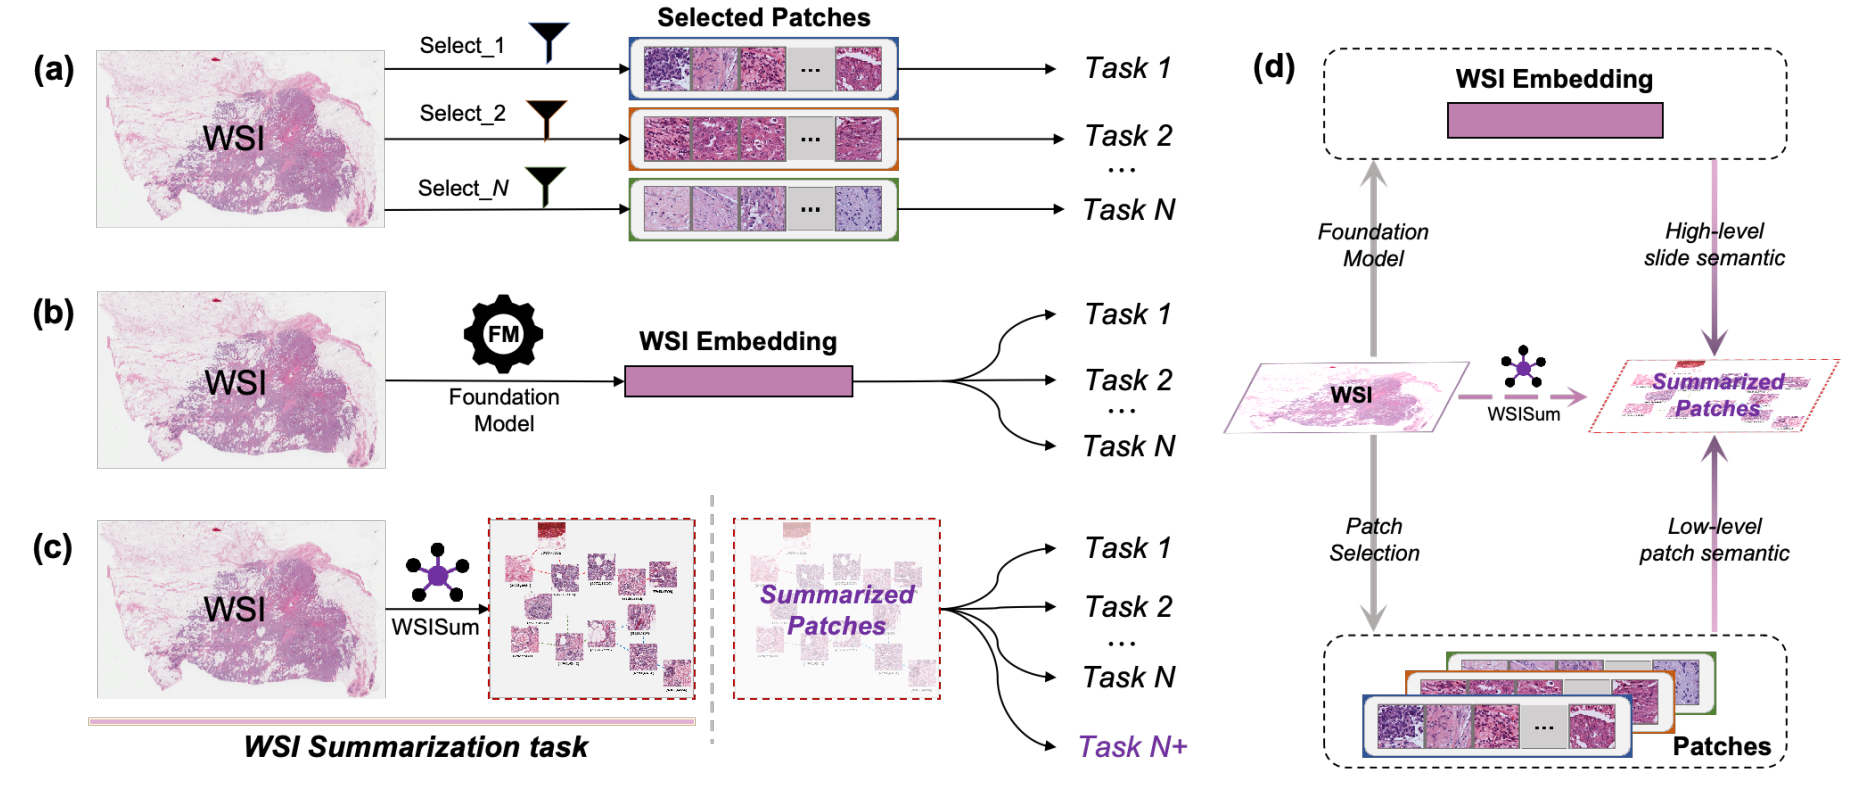 (a)
WSI
Select_1
Select_2
Select_N
Selected Patches
...
...
...
Task 1
Task 2
...
Task N
(b)
WSI
FM
Foundation
Model
WSI Embedding
Task 1
Task 2
...
Task N
(c)
WSI
WSISum
Summarized
Patches
Task 1
Task 2
...
Task N
Task N+
WSI Summarization task
(d)
WSI Embedding
Foundation
Model
High-level
slide semantic
WSI
WSISum
Summarized
Patches
Patch
Selection
Low-level
patch semantic
...
Patches